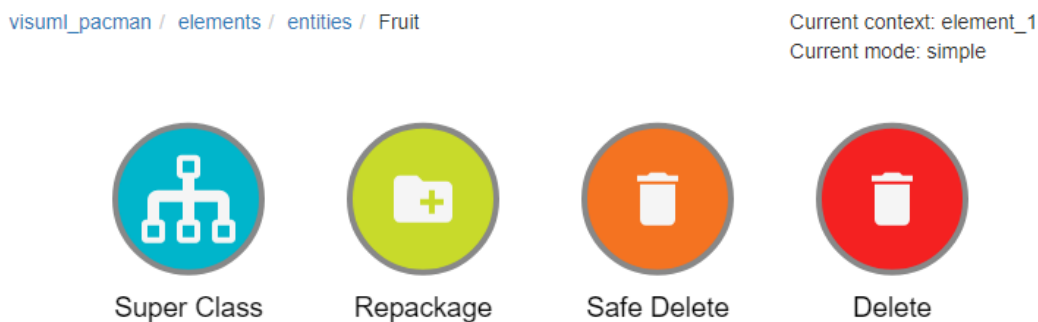 visuml_pacman / elements / entities / Fruit
Current context: element_1
Current mode: simple
Super Class
Repackage
Safe Delete
Delete